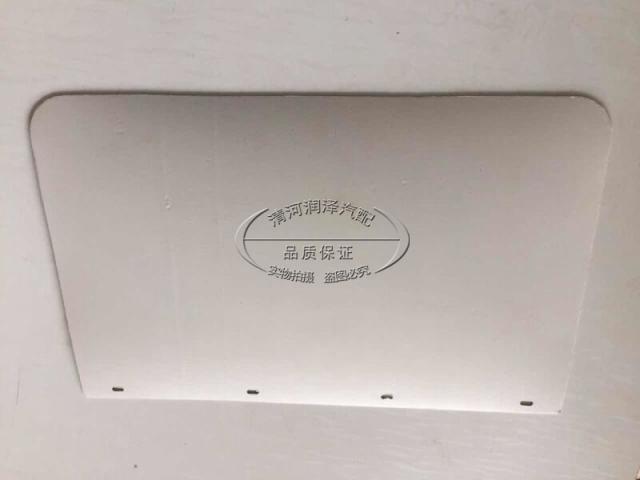 清河润泽汽配
品质保证
实物拍摄 盗图必究